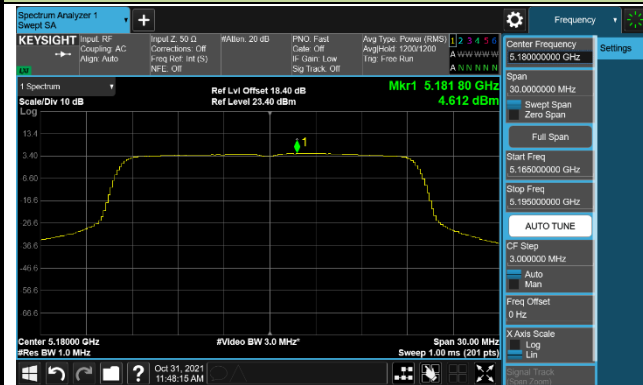 Spectrum Analyzer 1
Swept SA
Frequency
KEYSIGHT
Input: RF
Coupling: AC
Align: Auto
Input Z: 50 Ω
Corrections: Off
Freq Ref: Int (S)
NFE: Off
#Atten: 20 dB
PNO: Fast
Gate: Off
IF Gain: Low
Sig Track: Off
Avg Type: Power (RMS)
Avg|Hold: 1200/1200
Trig: Free Run
1 2 3 4 5 6
A W W W W W
A N N N N N
LXI
1 Spectrum
Scale/Div 10 dB
Log
Ref Lvl Offset 18.40 dB
Ref Level 23.40 dBm
Mkr1 5.181 80 GHz
4.612 dBm
1
13.4
3.40
-6.60
-16.6
-26.6
-36.6
-46.6
-56.6
-66.6
Center 5.18000 GHz
#Res BW 1.0 MHz
#Video BW 3.0 MHz*
Span 30.00 MHz
Sweep 1.00 ms (201 pts)
Oct 31, 2021
11:48:15 AM
Center Frequency
5.180000000 GHz
Span
30.0000000 MHz
Swept Span
Zero Span
Full Span
Start Freq
5.165000000 GHz
Stop Freq
5.195000000 GHz
AUTO TUNE
CF Step
3.000000 MHz
Auto
Man
Freq Offset
0 Hz
X Axis Scale
Log
Lin
Signal Track
(Span Zoom)
Settings